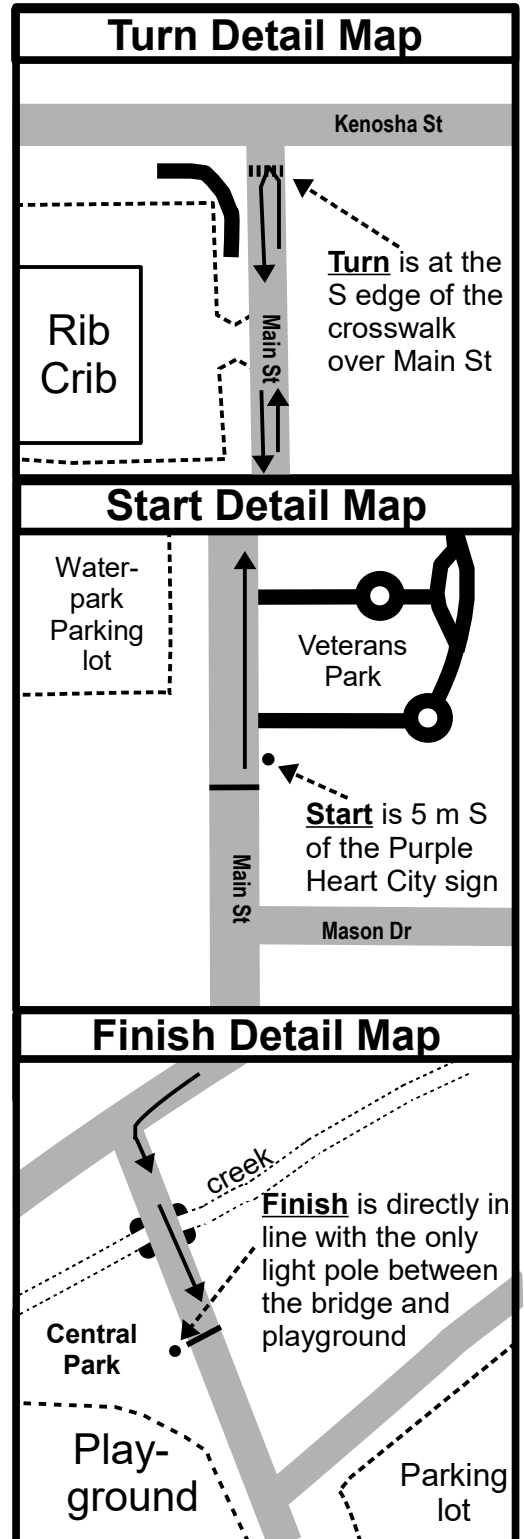 Turn Detail Map
Kenosha St
Turn is at the
S edge of the
crosswalk
over Main St
Rib
Crib
Main St
Start Detail Map
Water-
park
Parking
lot
Veterans
Park
Start is 5 m S
of the Purple
Heart City sign
Main St
Mason Dr
Finish Detail Map
creek
Finish is directly in
line with the only
light pole between
the bridge and
playground
Central
Park
Play-
ground
Parking
lot